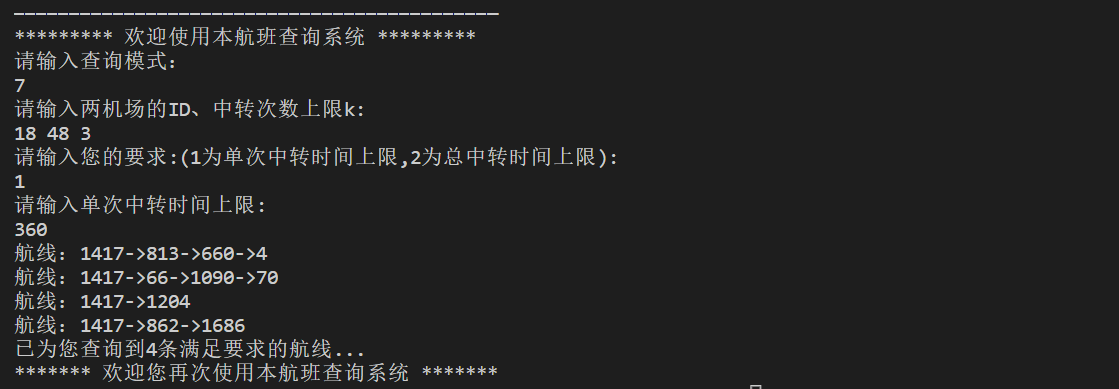 ————————————————————————————————————————————
********* 欢迎使用本航班查询系统 *********
请输入查询模式：
7
请输入两机场的ID、中转次数上限k:
18 48 3
请输入您的要求:(1为单次中转时间上限,2为总中转时间上限):
1
请输入单次中转时间上限:
360
航线: 1417->813->660->4
航线: 1417->66->1090->70
航线: 1417->1204
航线: 1417->862->1686
已为您查询到4条满足要求的航线...
******* 欢迎您再次使用本航班查询系统 *******